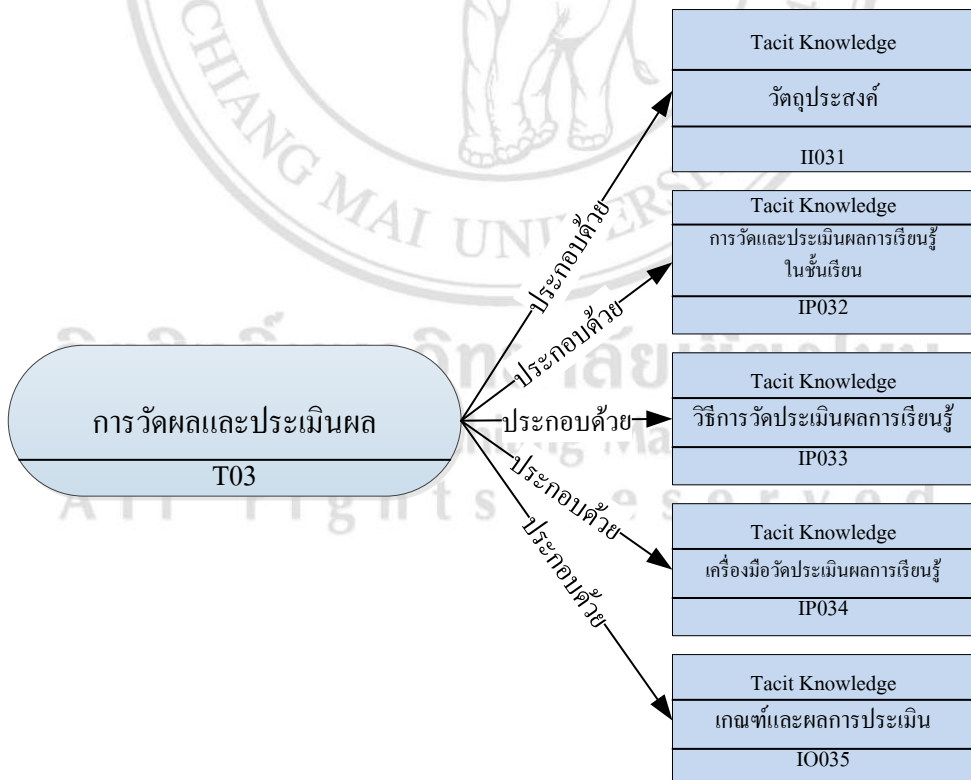 Tacit Knowledge
วัตถุประสงค์
II031
Tacit Knowledge
การวัดและประเมินผลการเรียนรู้
ในชั้นเรียน
IP032
Tacit Knowledge
วิธีการวัดประเมินผลการเรียนรู้
IP033
Tacit Knowledge
เครื่องมือวัดประเมินผลการเรียนรู้
IP034
Tacit Knowledge
เกณฑ์และผลการประเมิน
IO035
ประกอบด้วย
ประกอบด้วย
ประกอบด้วย
ประกอบด้วย
ประกอบด้วย
การวัดผลและประเมินผล
T03
CHIANG MAI UNIVERSI
All rights reserved